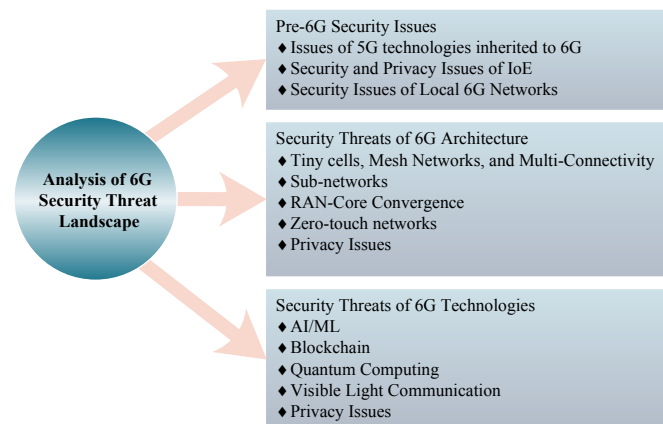 Analysis of 6G
Security Threat
Landscape
Pre-6G Security Issues
♦ Issues of 5G technologies inherited to 6G
♦ Security and Privacy Issues of IoE
♦ Security Issues of Local 6G Networks
Security Threats of 6G Architecture
♦ Tiny cells, Mesh Networks, and Multi-Connectivity
♦ Sub-networks
♦ RAN-Core Convergence
♦ Zero-touch networks
♦ Privacy Issues
Security Threats of 6G Technologies
♦ AI/ML
♦ Blockchain
♦ Quantum Computing
♦ Visible Light Communication
♦ Privacy Issues